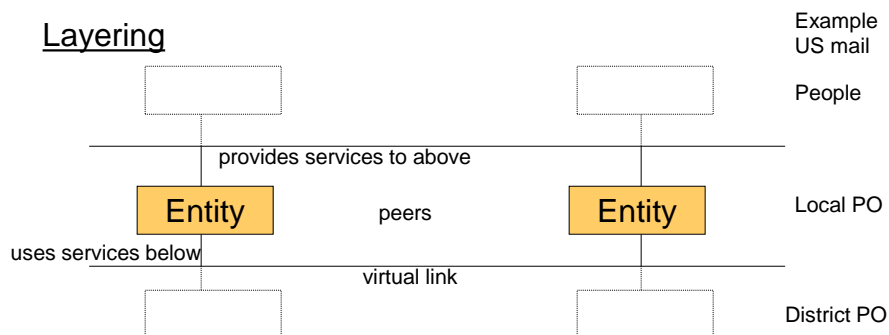 Layering
Example
US mail
People
provides services to above
Entity
peers
Entity
Local PO
uses services below
virtual link
District PO